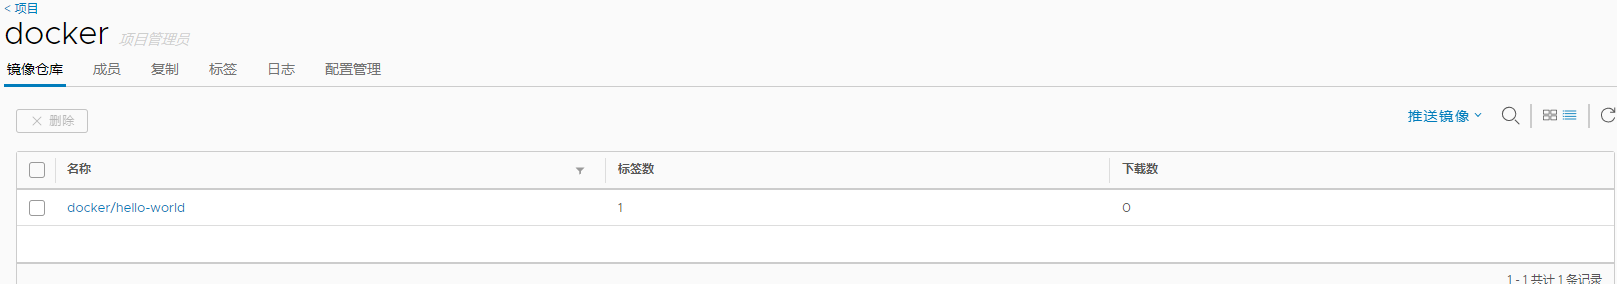 < 项目
docker 项目管理员
镜像仓库 成员 复制 标签 日志 配置管理
× 删除 推送镜像
名称 标签数 下载数
docker/hello-world 1 0
1 - 1 共计 1 条记录